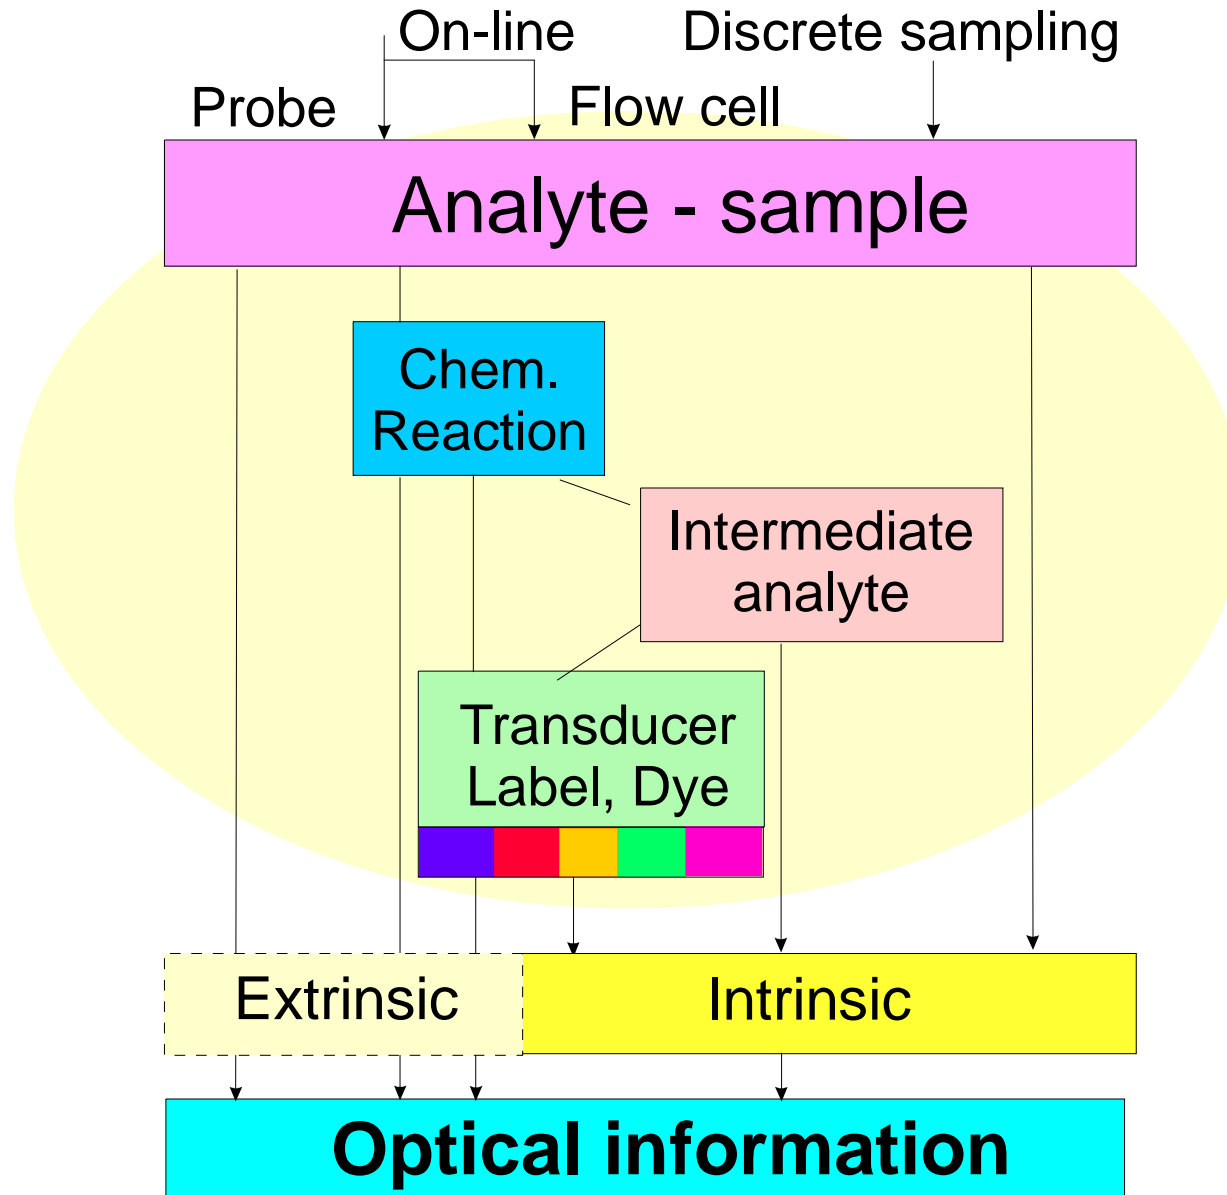 On-line
Discrete sampling
Probe
Flow cell
Analyte - sample
Chem.
Reaction
Intermediate
analyte
Transducer
Label, Dye
Extrinsic
Intrinsic
Optical information